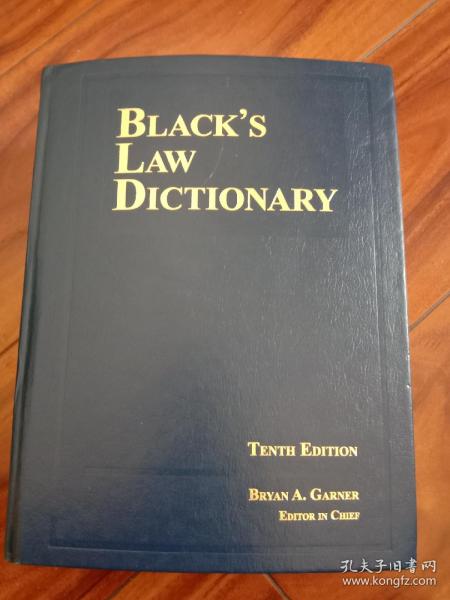 BLACK'S
LAW
DICTIONARY
TENTH EDITION
BRYAN A. GARNER
EDITOR IN CHIEF
孔夫子旧书网
www.kongfz.com